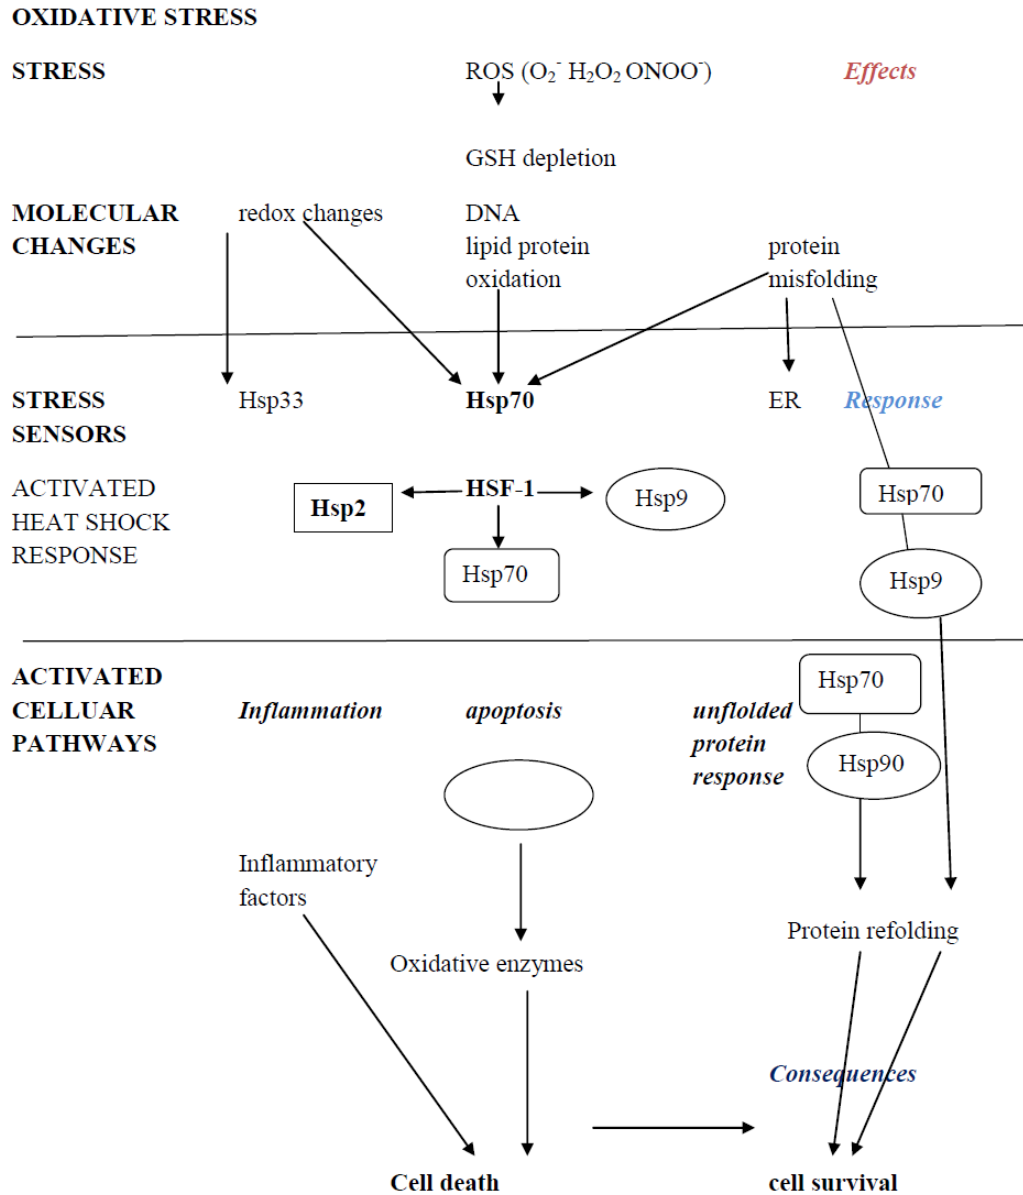 OXIDATIVE STRESS
STRESS
ROS (O₂⁻ H₂O₂ ONOO⁻)
Effects
GSH depletion
MOLECULAR
CHANGES
redox changes
DNA
lipid protein
oxidation
protein
misfolding
STRESS
SENSORS
Hsp33
Hsp70
ER
Response
ACTIVATED
HEAT SHOCK
RESPONSE
Hsp2
HSF-1
Hsp9
Hsp70
Hsp70
Hsp9
ACTIVATED
CELLUAR
PATHWAYS
Inflammation
apoptosis
unflolded
protein
response
Hsp70
Hsp90
Inflammatory
factors
Oxidative enzymes
Protein refolding
Consequences
Cell death
cell survival